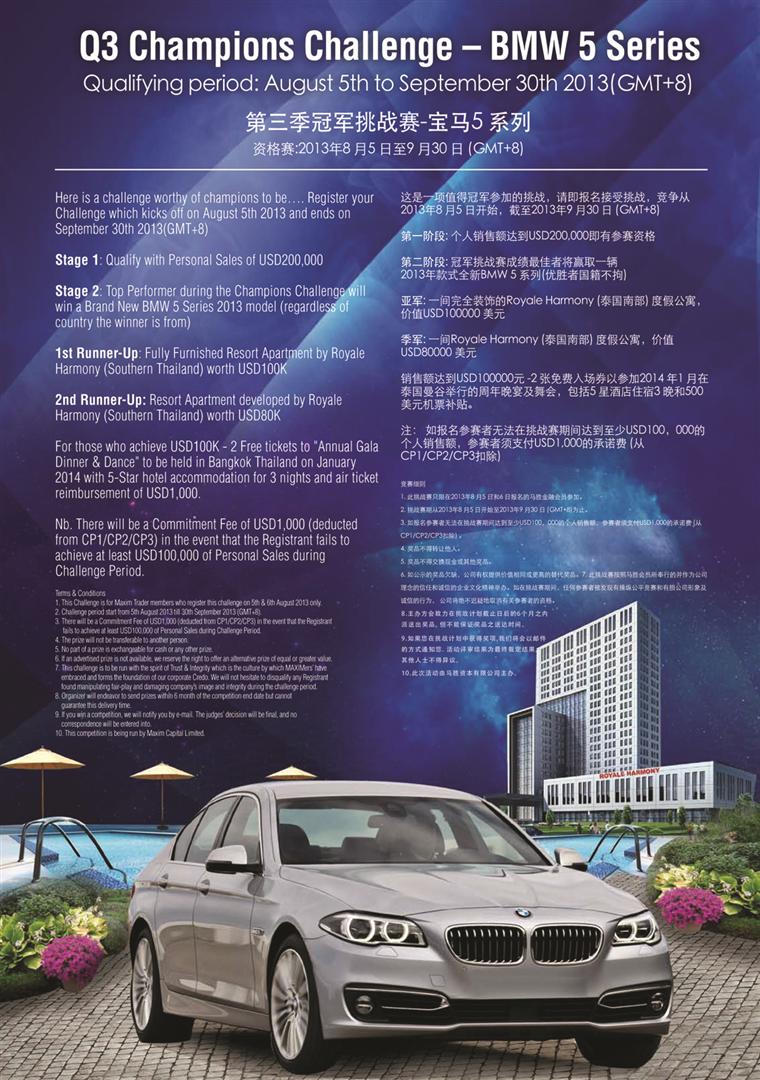 Q3 Champions Challenge – BMW 5 Series
Qualifying period: August 5th to September 30th 2013(GMT+8)
第三季冠军挑战赛-宝马5 系列
资格赛:2013年8 月5 日至9 月30 日 (GMT+8)
Here is a challenge worthy of champions to be…. Register your
Challenge which kicks off on August 5th 2013 and ends on
September 30th 2013(GMT+8)
Stage 1: Qualify with Personal Sales of USD200,000
Stage 2: Top Performer during the Champions Challenge will
win a Brand New BMW 5 Series 2013 model (regardless of
country the winner is from)
1st Runner-Up: Fully Furnished Resort Apartment by Royale
Harmony (Southern Thailand) worth USD100K
2nd Runner-Up: Resort Apartment developed by Royale
Harmony (Southern Thailand) worth USD80K
For those who achieve USD100K - 2 Free tickets to "Annual Gala
Dinner & Dance" to be held in Bangkok Thailand on January
2014 with 5-Star hotel accommodation for 3 nights and air ticket
reimbursement of USD1,000.
Nb. There will be a Commitment Fee of USD1,000 (deducted
from CP1/CP2/CP3) in the event that the Registrant fails to
achieve at least USD100,000 of Personal Sales during
Challenge Period.
Terms & Conditions
1. This Challenge is for Maxim Trader members who register this challenge on 5th & 6th August 2013 only.
2. Challenge period start from 5th August 2013 till 30th September 2013 (GMT+8).
3. There will be a Commitment Fee of USD1,000 (deducted from CP1/CP2/CP3) in the event that the Registrant
fails to achieve at least USD100,000 of Personal Sales during Challenge Period.
4. The prize will not be transferable to another person.
5. No part of a prize is exchangeable for cash or any other prize.
6. If an advertised prize is not available, we reserve the right to offer an alternative prize of equal or greater value.
7. This challenge is to be run with the spirit of Trust & Integrity which is the culture by which MAXIMers' have
embraced and forms the foundation of our corporate Credo. We will not hesitate to disqualify any Registrant
found manipulating fair-play and damaging company's image and integrity during the challenge period.
8. Organizer will endeavor to send prizes within 6 month of the competition end date but cannot
guarantee this delivery time.
9. If you win a competition, we will notify you by e-mail. The judges' decision will be final, and no
correspondence will be entered into.
10. This competition is being run by Maxim Capital Limited.
这是一项值得冠军参加的挑战，请即报名接受挑战，竞争从
2013年8 月5 日开始，截至2013年9 月30 日 (GMT+8)
第一阶段: 个人销售额达到USD200,000即有参赛资格
第二阶段: 冠军挑战赛成绩最佳者将赢取一辆
2013年款式全新BMW 5 系列(优胜者国籍不拘)
亚军: 一间完全装饰的Royale Harmony (泰国南部) 度假公寓，
价值USD100000 美元
季军: 一间Royale Harmony (泰国南部) 度假公寓，价值
USD80000 美元
销售额达到USD100000元 -2 张免费入场券以参加2014 年1 月在
泰国曼谷举行的周年晚宴及舞会，包括5 星酒店住宿3 晚和500
美元机票补贴。
注： 如报名参赛者无法在挑战赛期间达到至少USD100，000的
个人销售额，参赛者须支付USD1,000的承诺费 (从
CP1/CP2/CP3扣除)
竞赛细则
1. 此挑战赛只限在2013年8月5 日和6 日报名的马胜金融会员参加。
2. 挑战赛期从2013年8 月5 日开始至2013年9 月30 日 (GMT+8)为止。
3. 如报名参赛者无法在挑战赛期间达到至少USD100，000的个人销售额，参赛者须支付USD1,000的承诺费 (从
CP1/CP2/CP3扣除) 。
4. 奖品不得转让他人。
5. 奖品不得交换现金或其他奖品。
6. 如公示的奖品欠缺，公司有权提供价值相同或更高的替代奖品。7. 此挑战赛按照马胜会员所奉行的并作为公司
理念的信任和诚信的企业文化精神举办。如在挑战赛期间，任何参赛者被发现有操纵公平竞赛和有损公司形象及
诚信的行为， 公司将绝不迟疑地取消有关参赛者的资格。
8.主办方会致力在挑战计划截止日后的6个月之内
派送出奖品, 但不能保证奖品之送达时间。
9.如果您在挑战计划中获得奖项,我们将会以邮件
的方式通知您. 活动评审结果为最终裁定结果,
其他人士不得异议。
10.此次活动由马胜资本有限公司主办。
ROYALE HARMONY